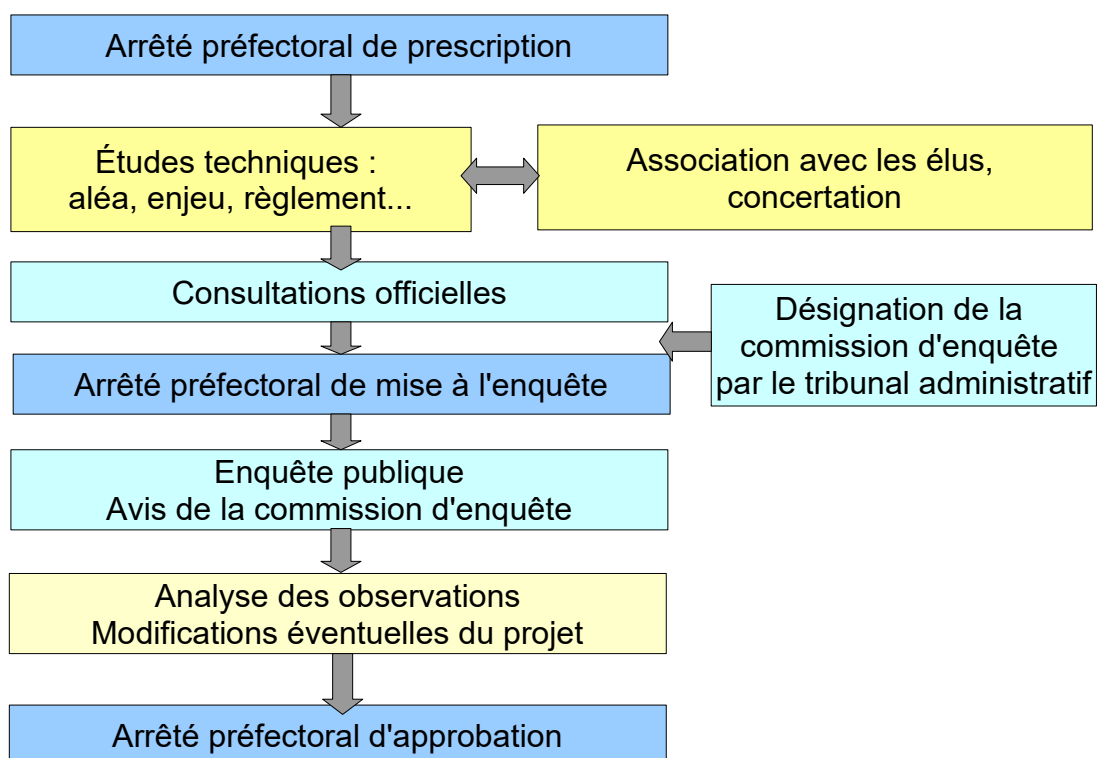 Arrêté préfectoral de prescription
Études techniques :
aléa, enjeu, règlement...
Association avec les élus,
concertation
Consultations officielles
Désignation de la
commission d'enquête
par le tribunal administratif
Arrêté préfectoral de mise à l'enquête
Enquête publique
Avis de la commission d'enquête
Analyse des observations
Modifications éventuelles du projet
Arrêté préfectoral d'approbation